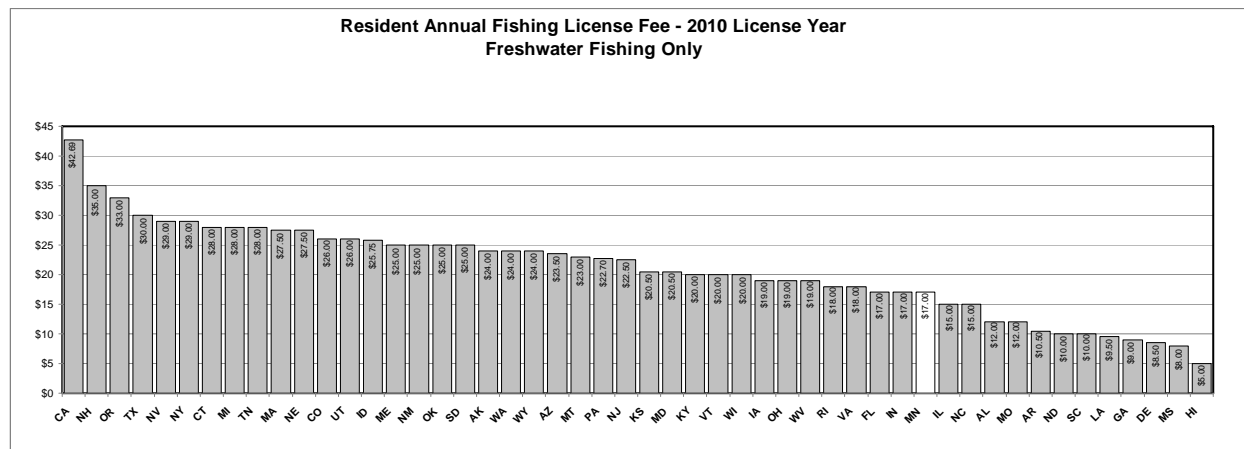 Resident Annual Fishing License Fee - 2010 License Year
Freshwater Fishing Only
$45
$40
$35
$30
$25
$20
$15
$10
$5
$0
$42.69 $35.00 $33.00 $30.00 $29.00 $29.00 $28.00 $28.00 $28.00 $27.50 $27.50 $26.00 $26.00 $25.75 $25.00 $25.00 $25.00 $25.00 $24.00 $24.00 $24.00 $23.50 $23.00 $22.70 $22.50 $20.50 $20.50 $20.00 $20.00 $20.00 $19.00 $19.00 $19.00 $18.00 $18.00 $17.00 $17.00 $17.00 $15.00 $15.00 $12.00 $12.00 $10.50 $10.00 $10.00 $9.50 $9.00 $8.50 $8.00 $5.00
CA NH OR TX NV NY CT MI TN MA NE CO UT ID ME NM OK SD AK WA WY AZ MT PA NJ KS MD KY VT WI IA OH WV RI VA FL IN MN IL NC AL MO AR ND SC LA GA DE MS HI